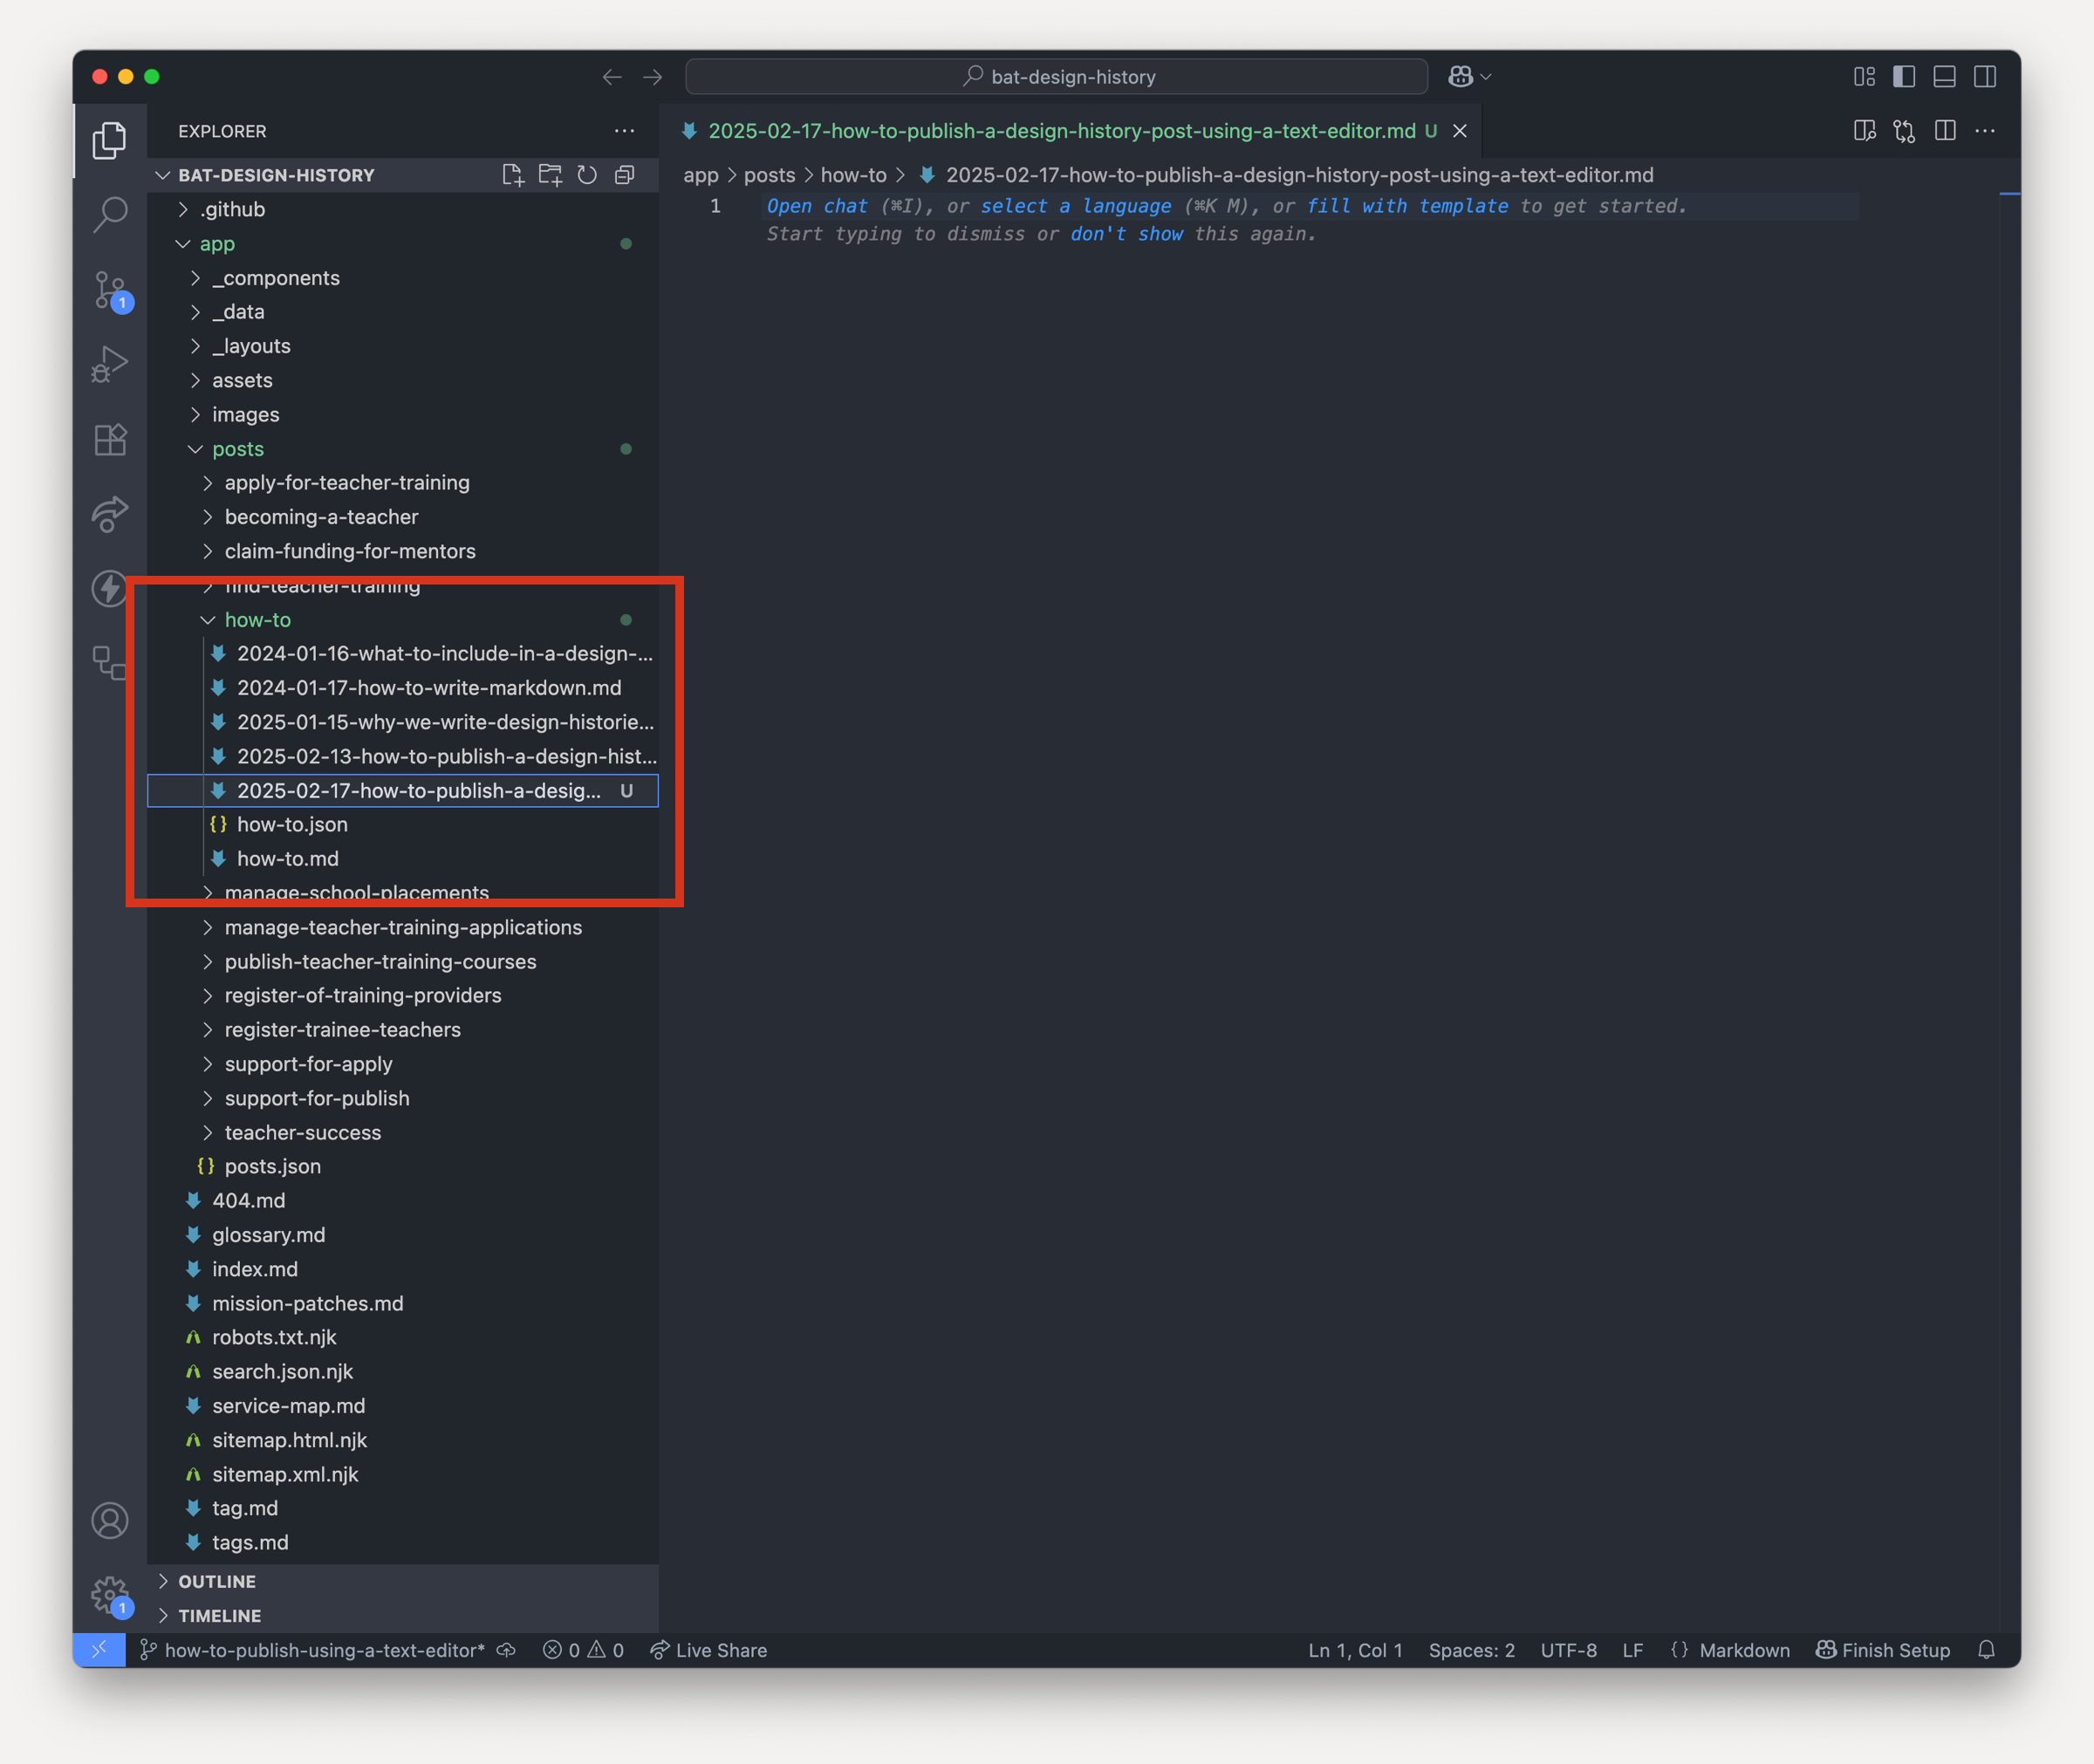 bat-design-history
EXPLORER
BAT-DESIGN-HISTORY
.github
app
_components
_data
_layouts
assets
images
posts
apply-for-teacher-training
becoming-a-teacher
claim-funding-for-mentors
find-teacher-training
how-to
2024-01-16-what-to-include-in-a-design-...
2024-01-17-how-to-write-markdown.md
2025-01-15-why-we-write-design-historie...
2025-02-13-how-to-publish-a-design-hist...
2025-02-17-how-to-publish-a-desig... U
how-to.json
how-to.md
manage-school-placements
manage-teacher-training-applications
publish-teacher-training-courses
register-of-training-providers
register-trainee-teachers
support-for-apply
support-for-publish
teacher-success
posts.json
404.md
glossary.md
index.md
mission-patches.md
robots.txt.njk
search.json.njk
service-map.md
sitemap.html.njk
sitemap.xml.njk
tag.md
tags.md
OUTLINE
TIMELINE
1
1
2025-02-17-how-to-publish-a-design-history-post-using-a-text-editor.md U
app > posts > how-to > 2025-02-17-how-to-publish-a-design-history-post-using-a-text-editor.md
1 Open chat (⌘I), or select a language (⌘K M), or fill with template to get started.
Start typing to dismiss or don't show this again.
how-to-publish-using-a-text-editor* 0 0 Live Share Ln 1, Col 1 Spaces: 2 UTF-8 LF {} Markdown Finish Setup